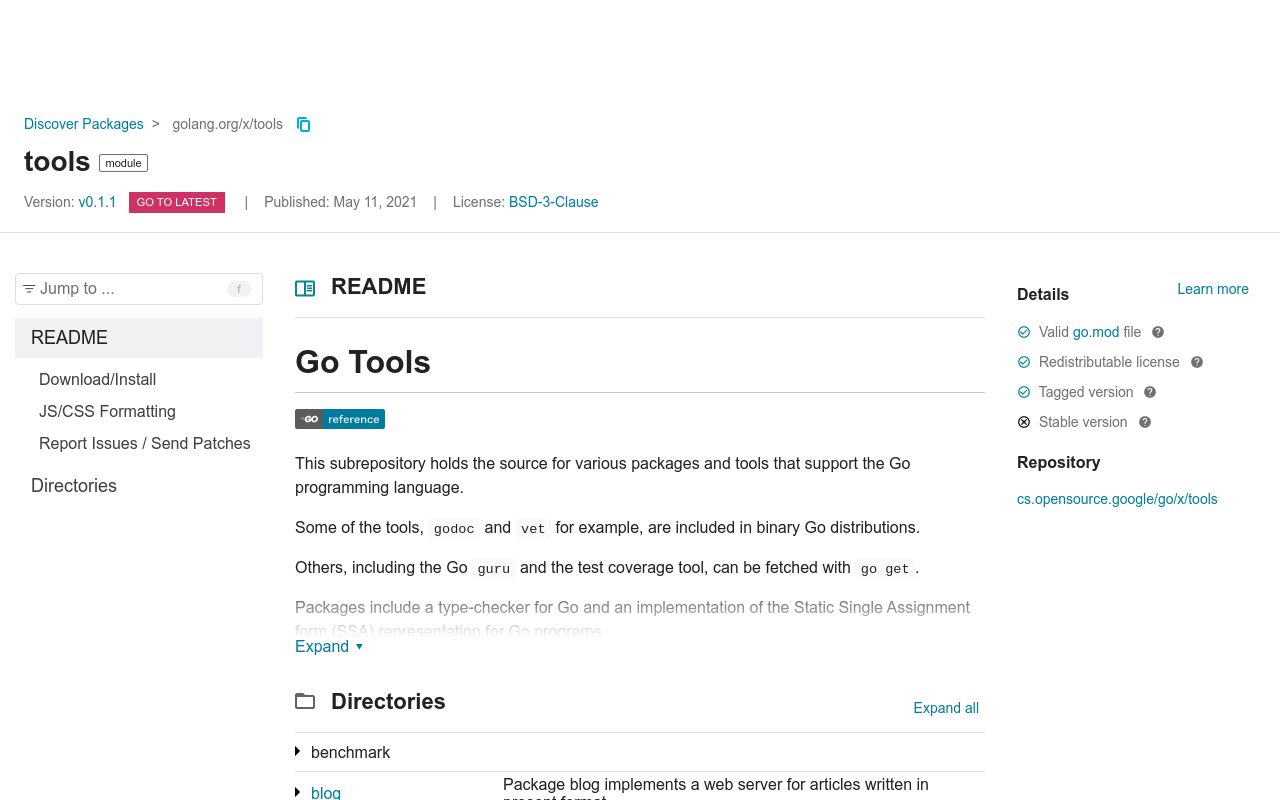 Discover Packages > golang.org/x/tools
tools module
Version: v0.1.1 GO TO LATEST | Published: May 11, 2021 | License: BSD-3-Clause
Jump to ... f
README
Download/Install
JS/CSS Formatting
Report Issues / Send Patches
Directories
README
Go Tools
GO reference
This subrepository holds the source for various packages and tools that support the Go
programming language.
Some of the tools, godoc and vet for example, are included in binary Go distributions.
Others, including the Go guru and the test coverage tool, can be fetched with go get .
Packages include a type-checker for Go and an implementation of the Static Single Assignment
form (SSA) representation for Go programs.
Expand
Directories
Expand all
benchmark
blog
Package blog implements a web server for articles written in
present format.
Details
Learn more
Valid go.mod file
Redistributable license
Tagged version
Stable version
Repository
cs.opensource.google/go/x/tools